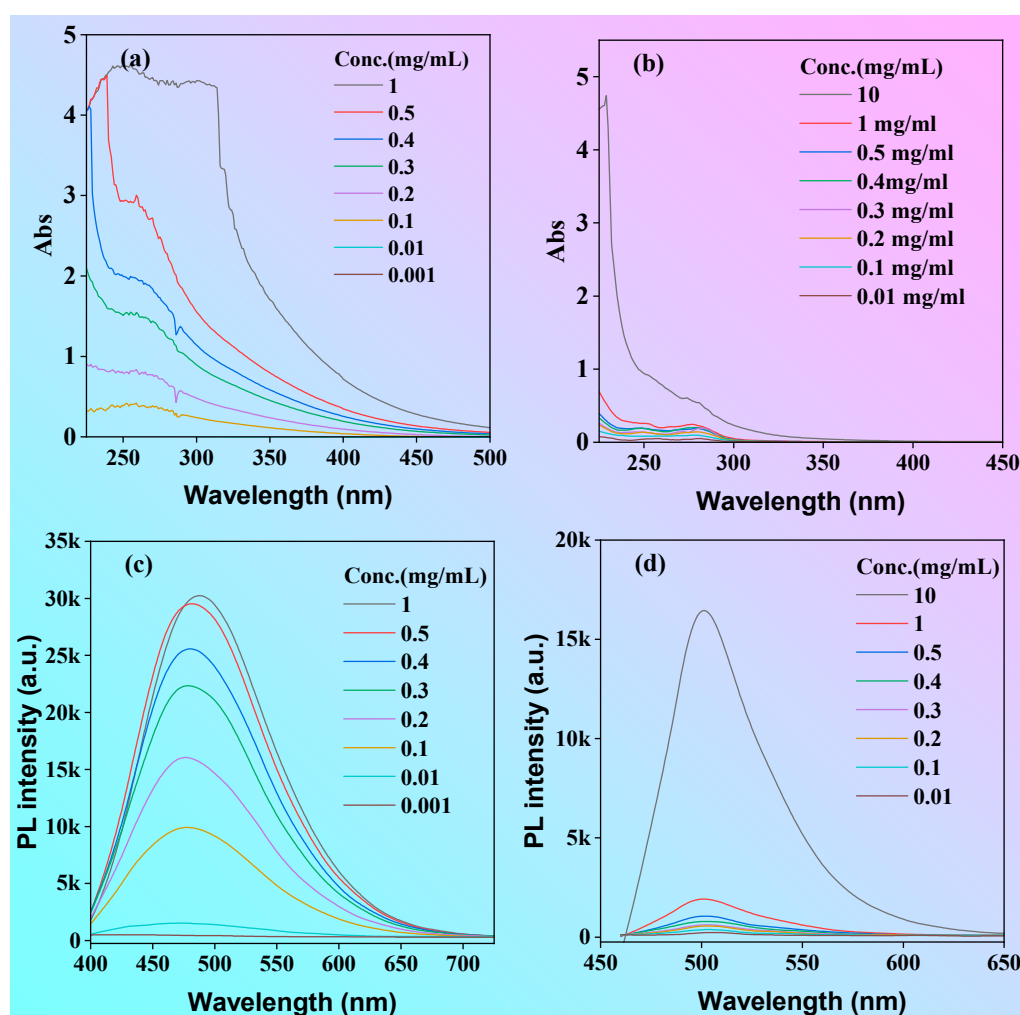 (a)
Conc.(mg/mL)
1
0.5
0.4
0.3
0.2
0.1
0.01
0.001
5
4
3
2
1
0
Abs
250 300 350 400 450 500
Wavelength (nm)
(b)
Conc.(mg/mL)
10
1 mg/ml
0.5 mg/ml
0.4mg/ml
0.3 mg/ml
0.2 mg/ml
0.1 mg/ml
0.01 mg/ml
5
4
3
2
1
0
Abs
250 300 350 400 450
Wavelength (nm)
(c)
Conc.(mg/mL)
1
0.5
0.4
0.3
0.2
0.1
0.01
0.001
35k
30k
25k
20k
15k
10k
5k
0
PL intensity (a.u.)
400 450 500 550 600 650 700
Wavelength (nm)
(d)
Conc.(mg/mL)
10
1
0.5
0.4
0.3
0.2
0.1
0.01
20k
15k
10k
5k
0
PL intensity (a.u.)
450 500 550 600 650
Wavelength (nm)